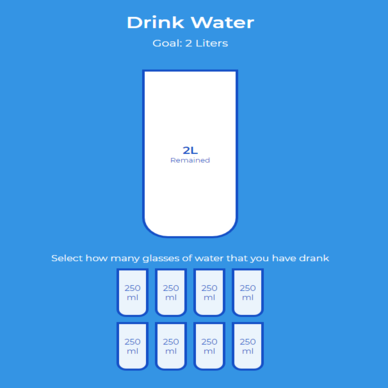 Drink Water
Goal: 2 Liters
2L
Remained
Select how many glasses of water that you have drank
250 250 250 250
ml ml ml ml
250 250 250 250
ml ml ml ml